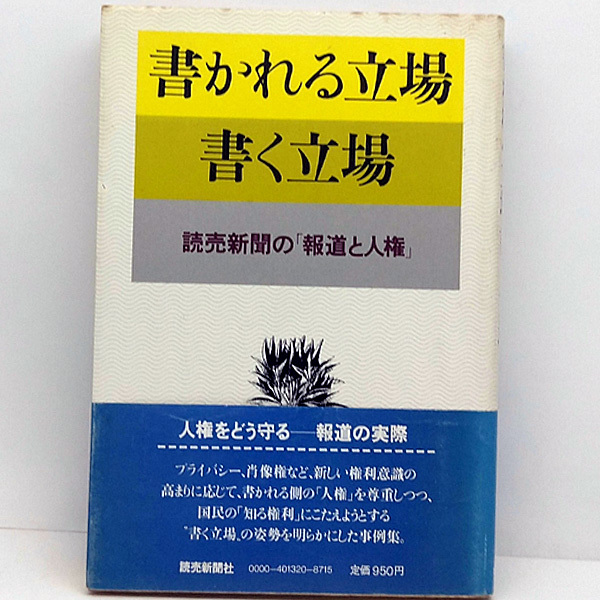 書かれる立場
書く立場
読売新聞の「報道と人権」
人権をどう守る──報道の実際
プライバシー、肖像権など、新しい権利意識の
高まりに応じて、書かれる側の「人権」を尊重しつつ、
国民の「知る権利」にこたえようとする
〝書く立場〟の姿勢を明らかにした事例集。
読売新聞社 0000-401320-8715 定価950円